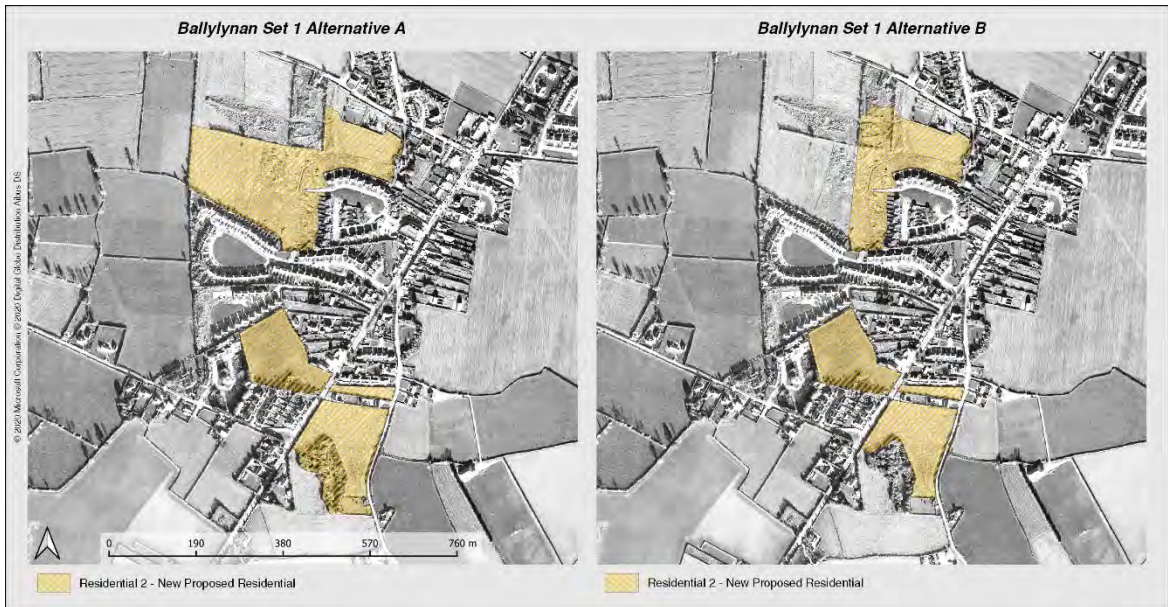 Ballylynan Set 1 Alternative A
Ballylynan Set 1 Alternative B
© 2020 Microsoft Corporation © 2020 Digital Globe Distribution Aibus DS
0 190 380 570 760 m
Residential 2 - New Proposed Residential
Residential 2 - New Proposed Residential